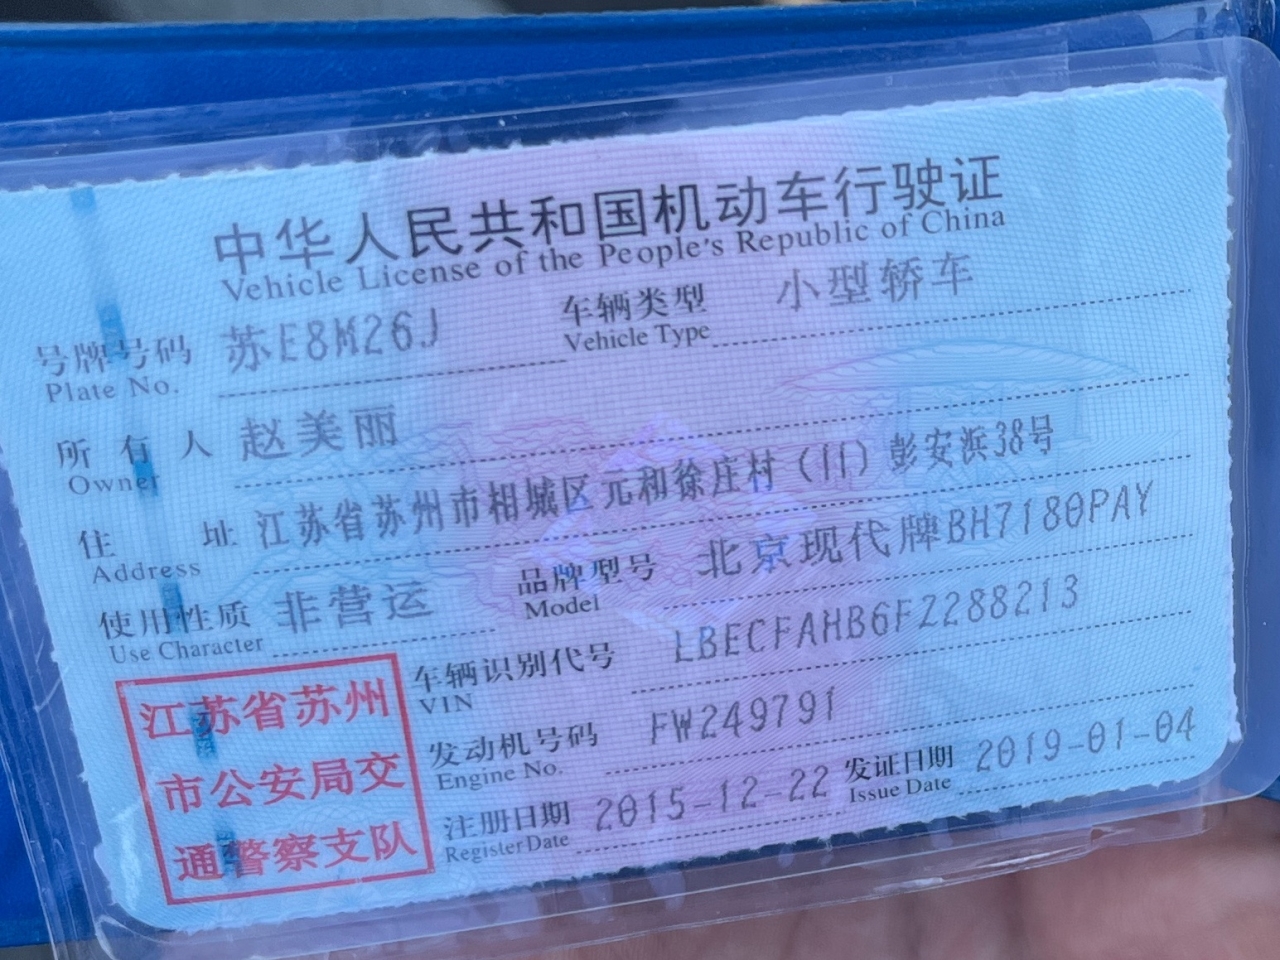 中华人民共和国机动车行驶证
Vehicle License of the People's Republic of China
号牌号码 苏E8M26J 车辆类型 小型轿车
Plate No. Vehicle Type
所有人 赵美丽
Owner
住址 江苏省苏州市相城区元和徐庄村(11)彭安浜38号
Address
使用性质 非营运 品牌型号 北京现代牌BH7180PAY
Use Character Model
车辆识别代号 LBECFAHB6FZ288213
VIN
发动机号码 FW249791
Engine No.
注册日期 2015-12-22 发证日期 2019-01-04
Register Date Issue Date
江苏省苏州
市公安局交
通警察支队